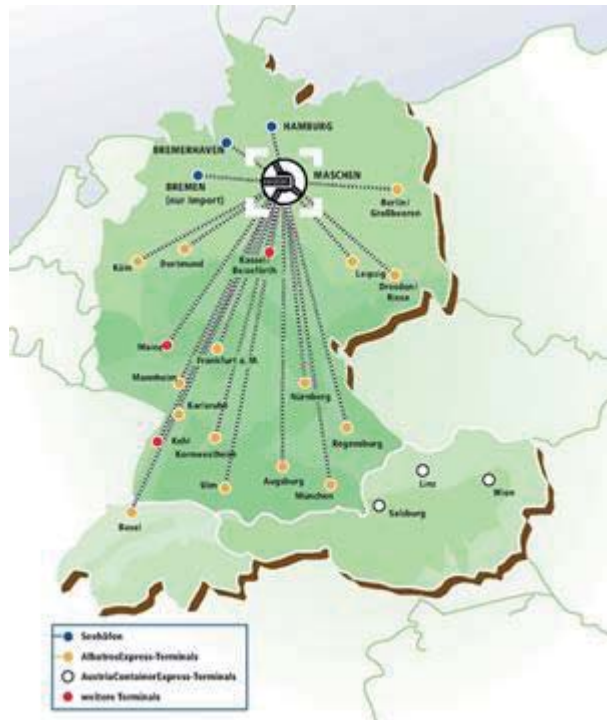 HAMBURG
BREMERHAVEN
MASCHEN
BREMEN
(nur Import)
Berlin/
Großbeeren
Köln
Dortmund
Kassel/
Beiseförth
Leipzig
Dresden/
Riesa
Mainz
Frankfurt a. M.
Mannheim
Nürnberg
Karlsruhe
Regensburg
Kehl
Kornwestheim
Ulm
Augsburg
München
Linz
Wien
Salzburg
Basel
Seehäfen
AlbatrosExpress-Terminals
AustriaContainerExpress-Terminals
weitere Terminals